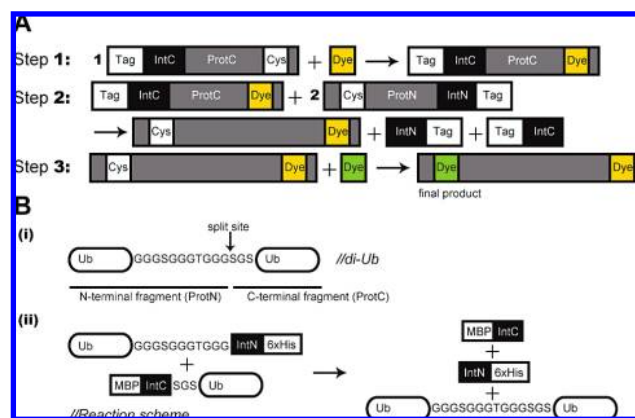 A
Step 1: 1 Tag IntC ProtC Cys + Dye → Tag IntC ProtC Dye
Step 2: Tag IntC ProtC Dye + 2 Cys ProtN IntN Tag
→ Cys Dye + IntN Tag + Tag IntC
Step 3: Cys Dye + Dye → Dye Dye
final product
B
(i)
split site
Ub GGGSGGGTGGGSGS Ub //di-Ub
N-terminal fragment (ProtN) C-terminal fragment (ProtC)
(ii)
Ub GGGSGGGTGGG IntN 6xHis
+
MBP IntC SGS Ub
→
MBP IntC
+
IntN 6xHis
+
Ub GGGSGGGTGGGSGS Ub
//Reaction scheme